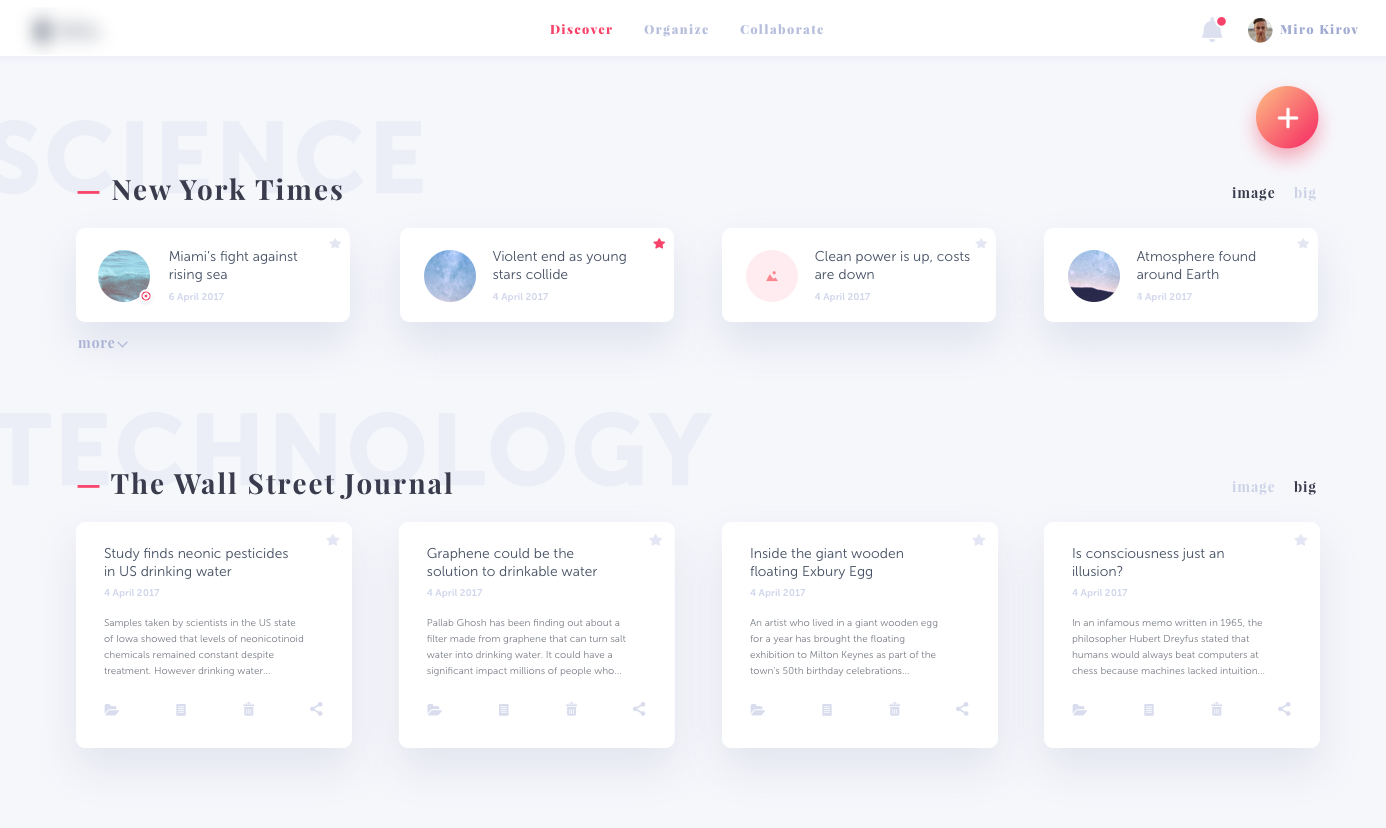 Discover
Organize
Collaborate
Miro Kirov
SCIENCE
New York Times
image
big
Miami's fight against
rising sea
6 April 2017
Violent end as young
stars collide
4 April 2017
Clean power is up, costs
are down
4 April 2017
Atmosphere found
around Earth
4 April 2017
more
TECHNOLOGY
The Wall Street Journal
image
big
Study finds neonic pesticides
in US drinking water
4 April 2017
Samples taken by scientists in the US state
of Iowa showed that levels of neonicotinoid
chemicals remained constant despite
treatment. However drinking water...
Graphene could be the
solution to drinkable water
4 April 2017
Pallab Ghosh has been finding out about a
filter made from graphene that can turn salt
water into drinking water. It could have a
significant impact millions of people who...
Inside the giant wooden
floating Exbury Egg
4 April 2017
An artist who lived in a giant wooden egg
for a year has brought the floating
exhibition to Milton Keynes as part of the
town's 50th birthday celebrations...
Is consciousness just an
illusion?
4 April 2017
In an infamous memo written in 1965, the
philosopher Hubert Dreyfus stated that
humans would always beat computers at
chess because machines lacked intuition...